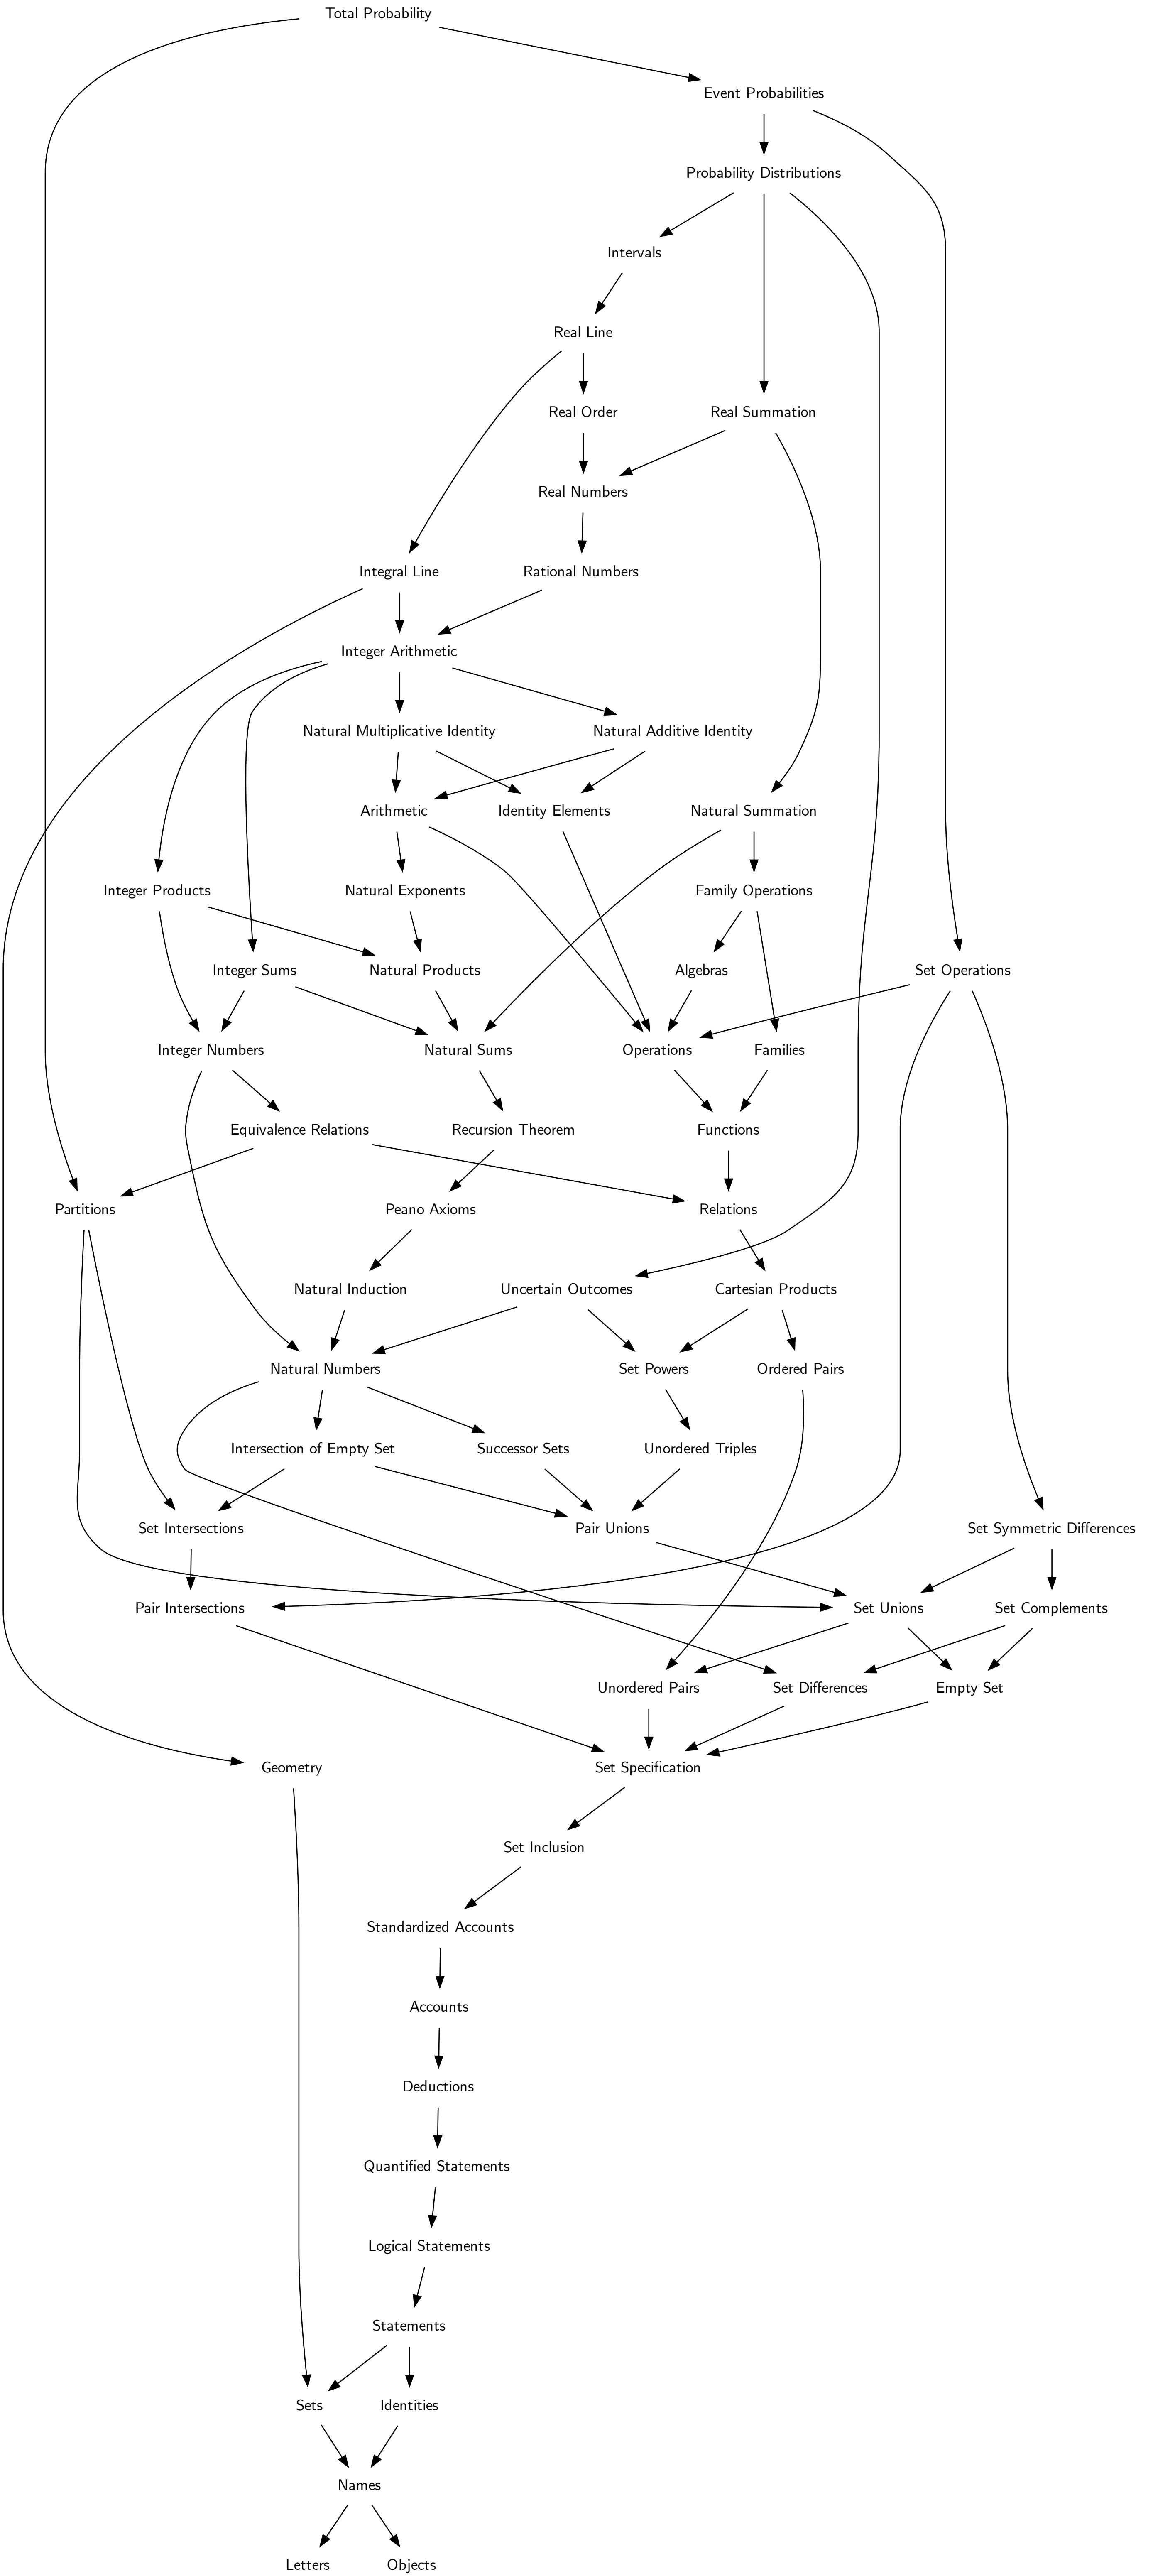 Total Probability
Event Probabilities
Probability Distributions
Intervals
Real Line
Real Order
Real Summation
Real Numbers
Integral Line
Rational Numbers
Integer Arithmetic
Natural Multiplicative Identity
Natural Additive Identity
Arithmetic
Identity Elements
Natural Summation
Integer Products
Natural Exponents
Family Operations
Integer Sums
Natural Products
Algebras
Set Operations
Integer Numbers
Natural Sums
Operations
Families
Equivalence Relations
Recursion Theorem
Functions
Partitions
Peano Axioms
Relations
Natural Induction
Uncertain Outcomes
Cartesian Products
Natural Numbers
Set Powers
Ordered Pairs
Intersection of Empty Set
Successor Sets
Unordered Triples
Set Intersections
Pair Unions
Set Symmetric Differences
Pair Intersections
Set Unions
Set Complements
Unordered Pairs
Set Differences
Empty Set
Geometry
Set Specification
Set Inclusion
Standardized Accounts
Accounts
Deductions
Quantified Statements
Logical Statements
Statements
Sets
Identities
Names
Letters
Objects